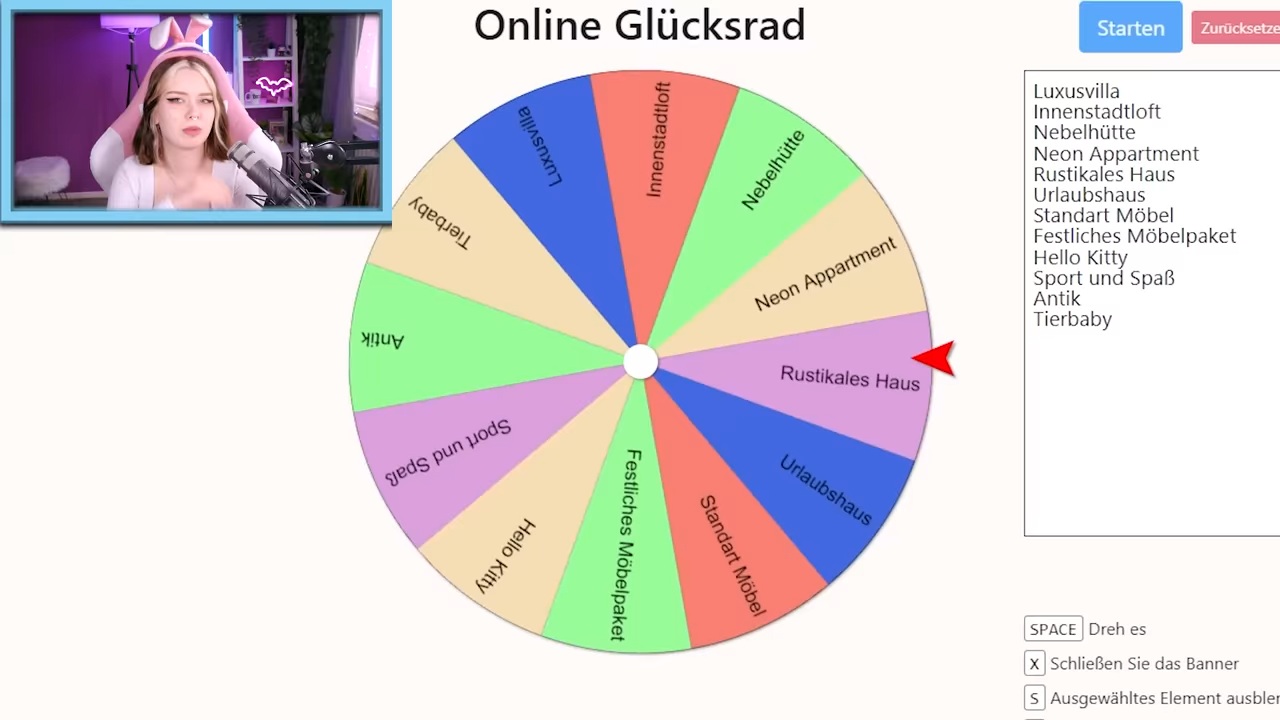 Online Glücksrad
Starten
Zurücksetze
Luxusvilla
Innenstadtloft
Nebelhütte
Neon Appartment
Rustikales Haus
Urlaubshaus
Standart Möbel
Festliches Möbelpaket
Hello Kitty
Sport und Spaß
Antik
Tierbaby
Luxusvilla
Innenstadtloft
Nebelhütte
Neon Appartment
Rustikales Haus
Urlaubshaus
Standart Möbel
Festliches Möbelpaket
Hello Kitty
Sport und Spaß
Antik
Tierbaby
SPACE Dreh es
X Schließen Sie das Banner
S Ausgewähltes Element ausblen